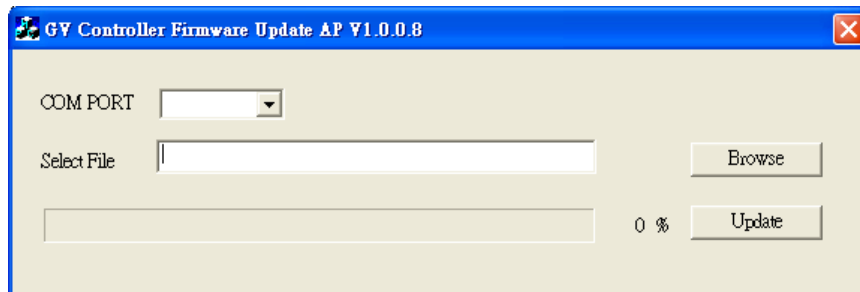 GV Controller Firmware Update AP V1.0.0.8
COM PORT
Select File
Browse
0 %
Update